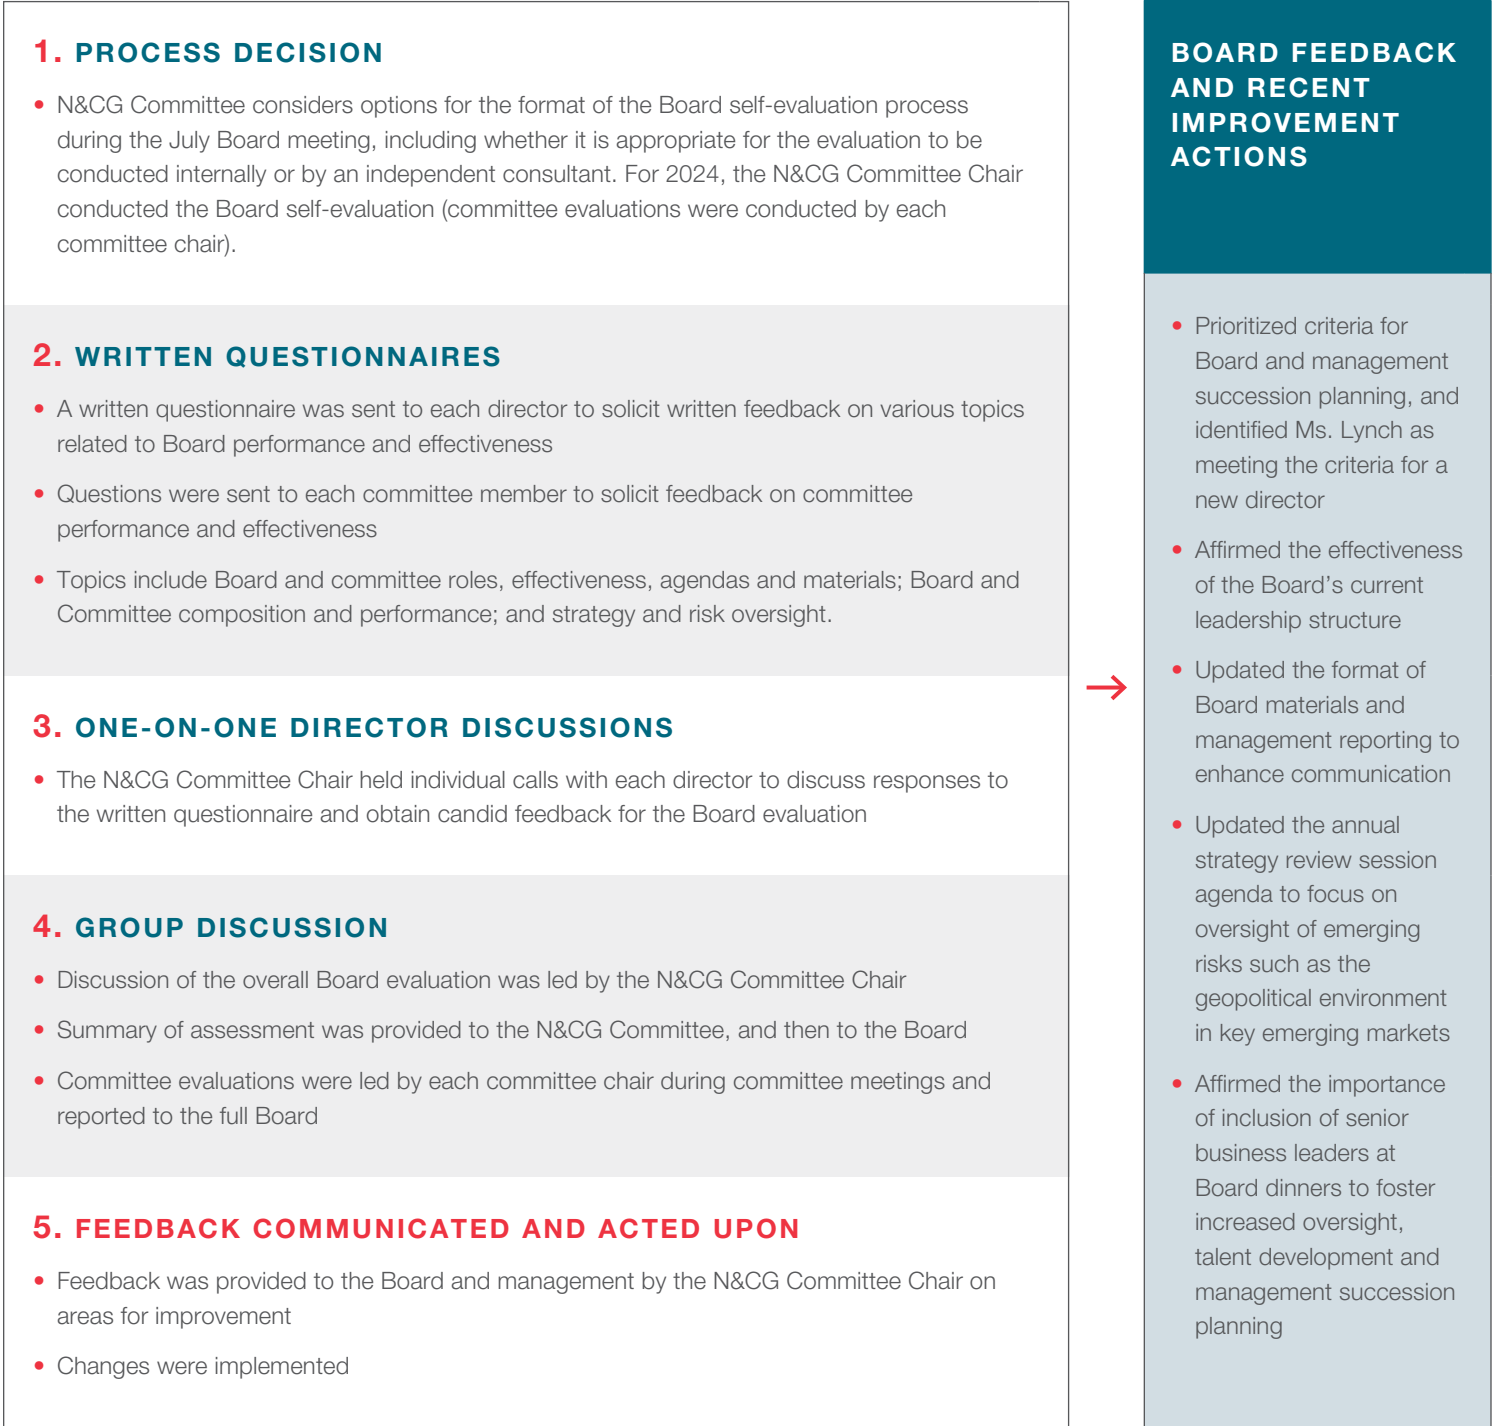 1. PROCESS DECISION
• N&CG Committee considers options for the format of the Board self-evaluation process
during the July Board meeting, including whether it is appropriate for the evaluation to be
conducted internally or by an independent consultant. For 2024, the N&CG Committee Chair
conducted the Board self-evaluation (committee evaluations were conducted by each
committee chair).
2. WRITTEN QUESTIONNAIRES
• A written questionnaire was sent to each director to solicit written feedback on various topics
related to Board performance and effectiveness
• Questions were sent to each committee member to solicit feedback on committee
performance and effectiveness
• Topics include Board and committee roles, effectiveness, agendas and materials; Board and
Committee composition and performance; and strategy and risk oversight.
3. ONE-ON-ONE DIRECTOR DISCUSSIONS
• The N&CG Committee Chair held individual calls with each director to discuss responses to
the written questionnaire and obtain candid feedback for the Board evaluation
4. GROUP DISCUSSION
• Discussion of the overall Board evaluation was led by the N&CG Committee Chair
• Summary of assessment was provided to the N&CG Committee, and then to the Board
• Committee evaluations were led by each committee chair during committee meetings and
reported to the full Board
5. FEEDBACK COMMUNICATED AND ACTED UPON
• Feedback was provided to the Board and management by the N&CG Committee Chair on
areas for improvement
• Changes were implemented
→
BOARD FEEDBACK
AND RECENT
IMPROVEMENT
ACTIONS
• Prioritized criteria for
Board and management
succession planning, and
identified Ms. Lynch as
meeting the criteria for a
new director
• Affirmed the effectiveness
of the Board's current
leadership structure
• Updated the format of
Board materials and
management reporting to
enhance communication
• Updated the annual
strategy review session
agenda to focus on
oversight of emerging
risks such as the
geopolitical environment
in key emerging markets
• Affirmed the importance
of inclusion of senior
business leaders at
Board dinners to foster
increased oversight,
talent development and
management succession
planning